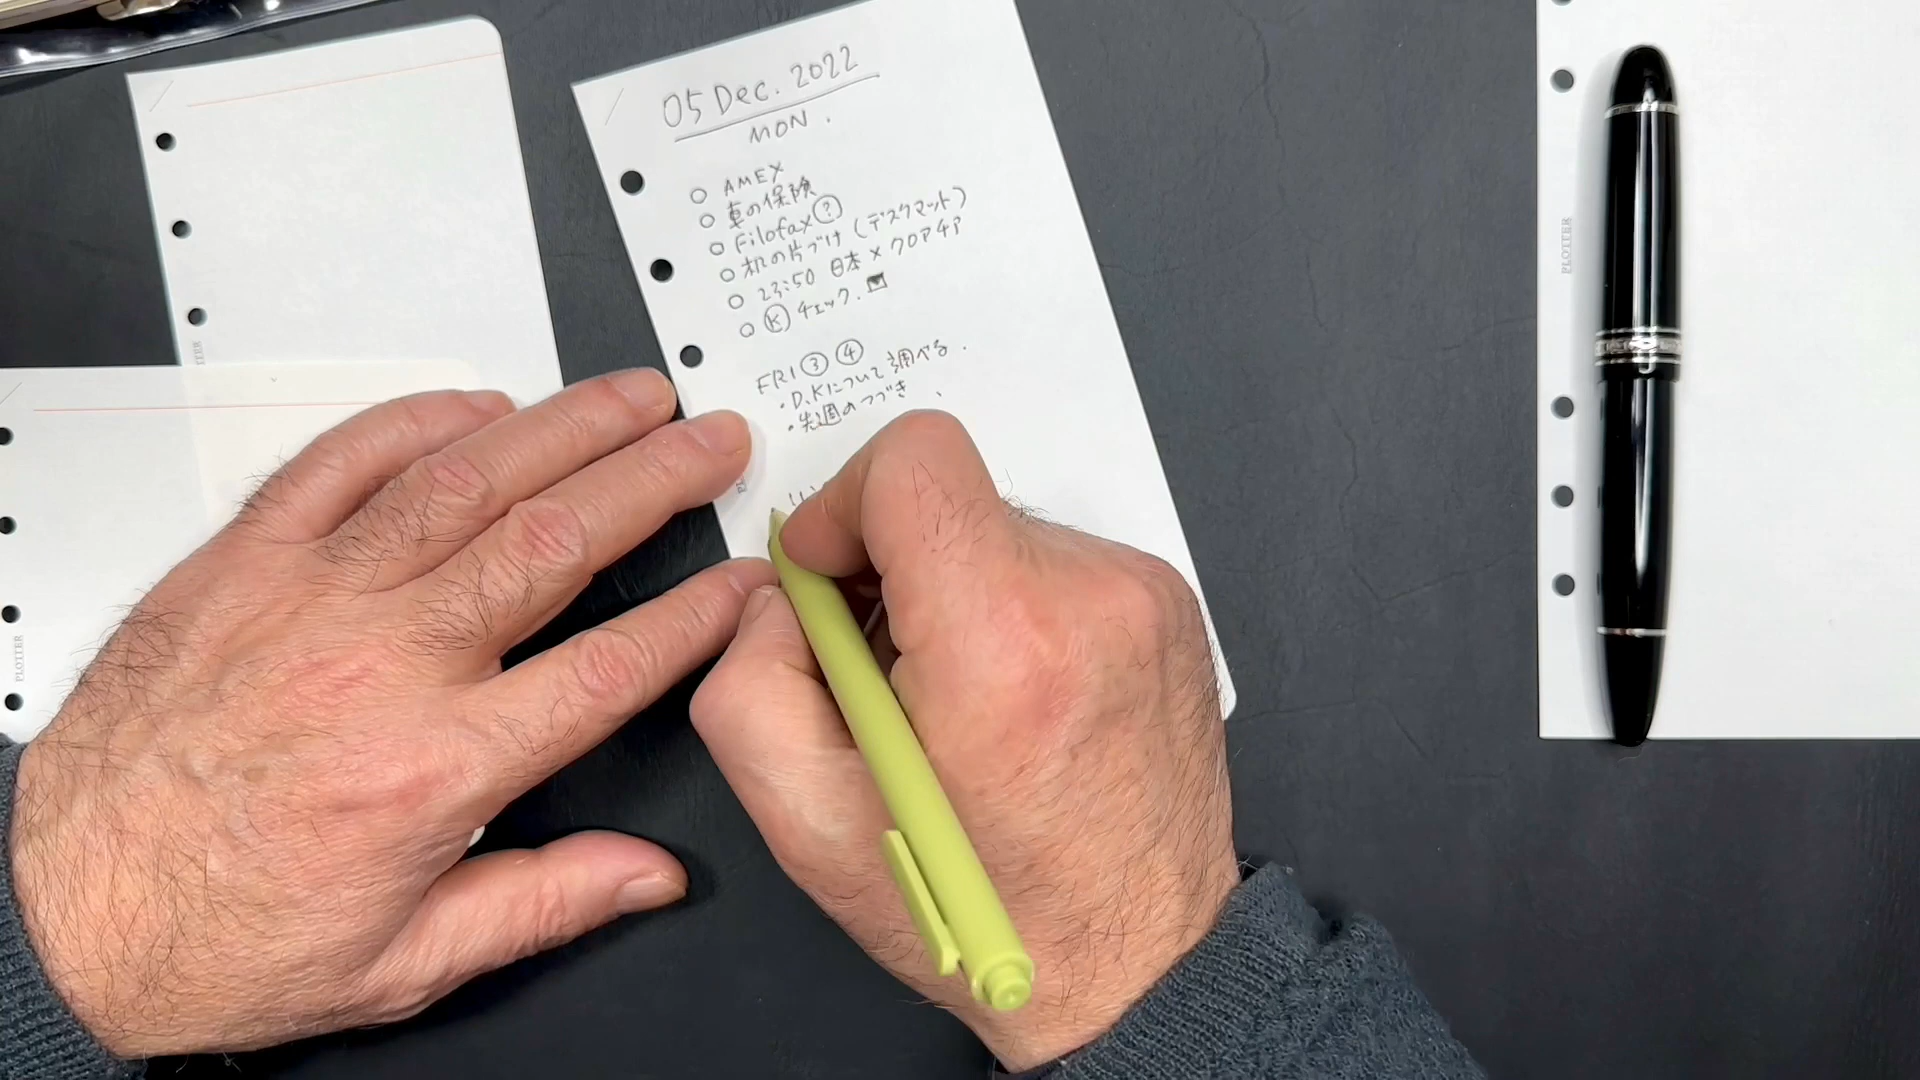 05 Dec. 2022
MON.
○ AMEX
○ 車の保険
○ Filofax ?
○ 机の片づけ (デスクマット)
○ 23:50 日本 × クロアチア
○ K チェック.
FRI ③ ④
・D.Kについて調べる.
・先週のつづき
PLOTTER
PLOTTER